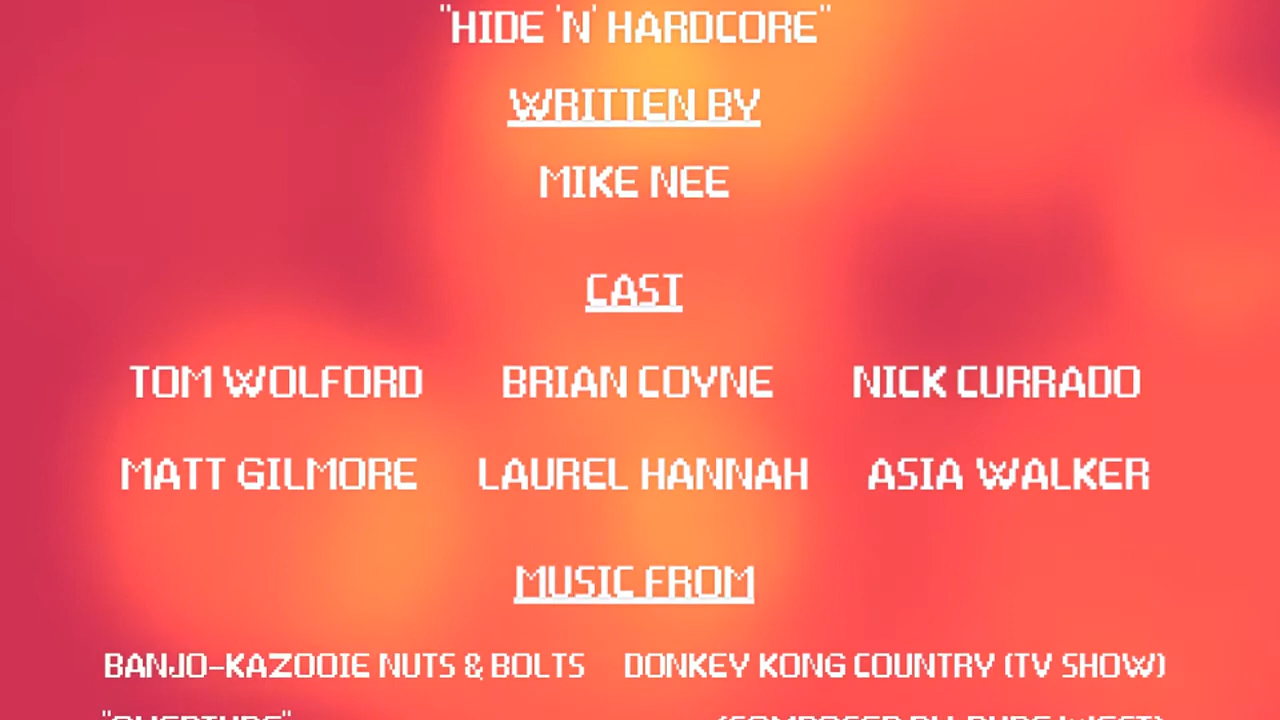 "HIDE 'N' HARDCORE"
WRITTEN BY
MIKE NEE
CAST
TOM WOLFORD BRIAN COYNE NICK CURRADO
MATT GILMORE LAUREL HANNAH ASIA WALKER
MUSIC FROM
BANJO-KAZOOIE NUTS & BOLTS DONKEY KONG COUNTRY (TV SHOW)
"OVERTURE"